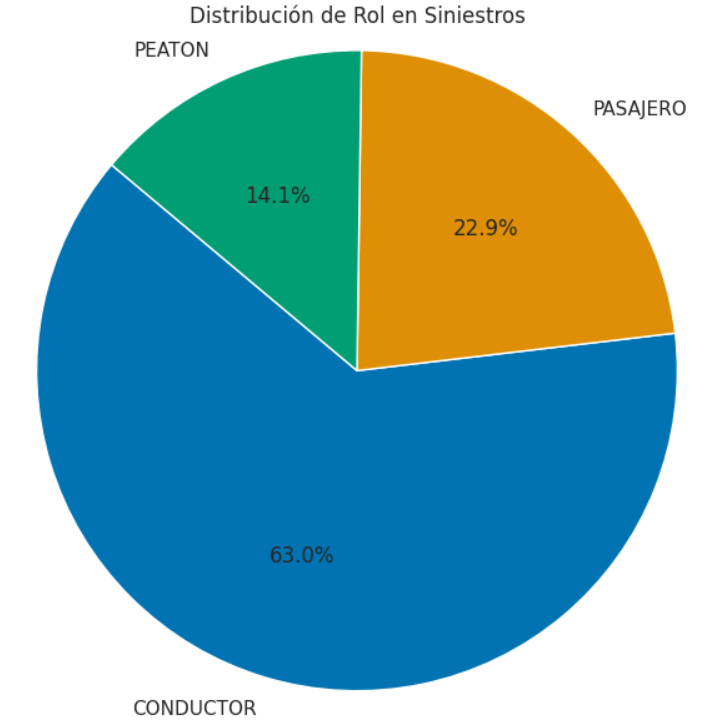 Distribución de Rol en Siniestros
PEATON
PASAJERO
14.1%
22.9%
63.0%
CONDUCTOR